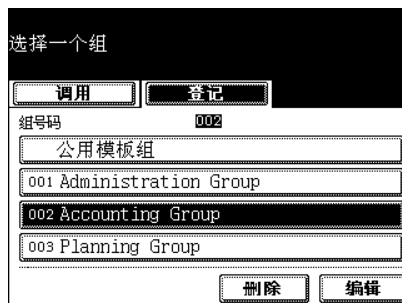 选择一个组
调用 登记
组号码 002
公用模板组
001 Administration Group
002 Accounting Group
003 Planning Group
删除 编辑